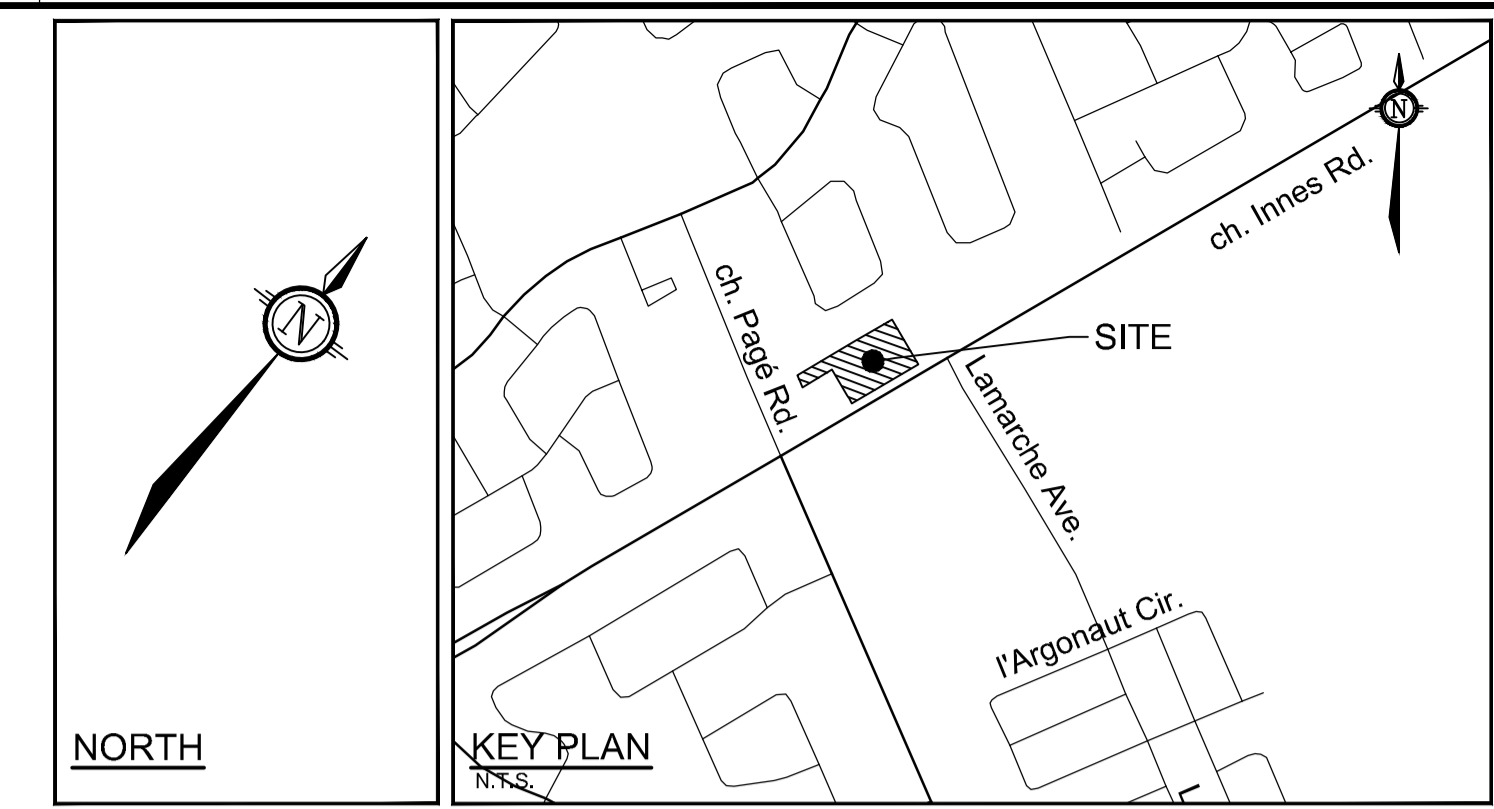 N
NORTH
N
ch. Innes Rd.
ch. Pagé Rd.
SITE
Lamarche Ave.
l'Argonaut Cir.
L
KEY PLAN
N.T.S.